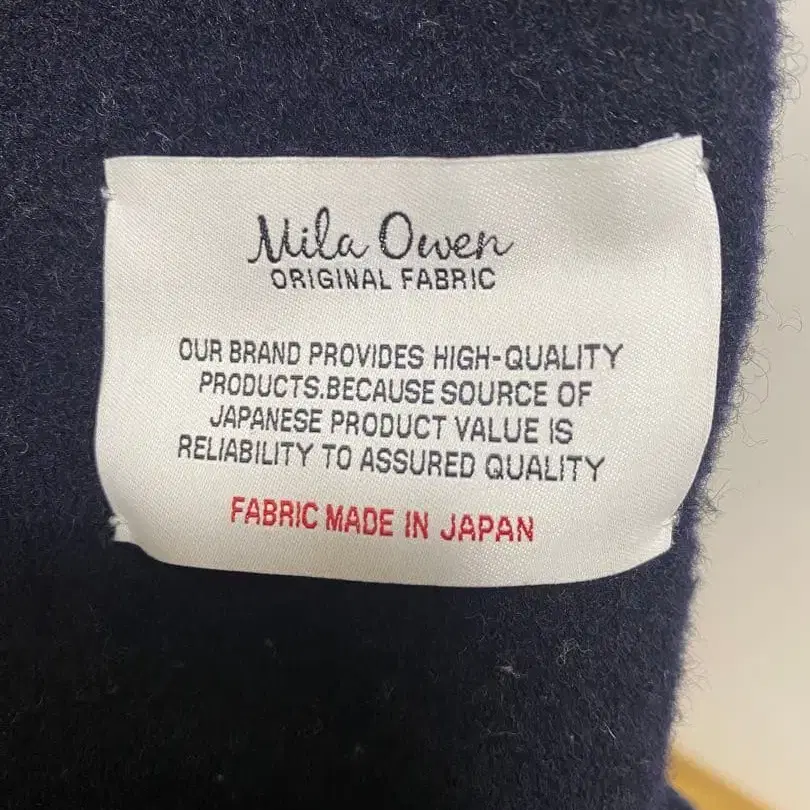 Mila Owen
ORIGINAL FABRIC
OUR BRAND PROVIDES HIGH-QUALITY
PRODUCTS.BECAUSE SOURCE OF
JAPANESE PRODUCT VALUE IS
RELIABILITY TO ASSURED QUALITY
FABRIC MADE IN JAPAN